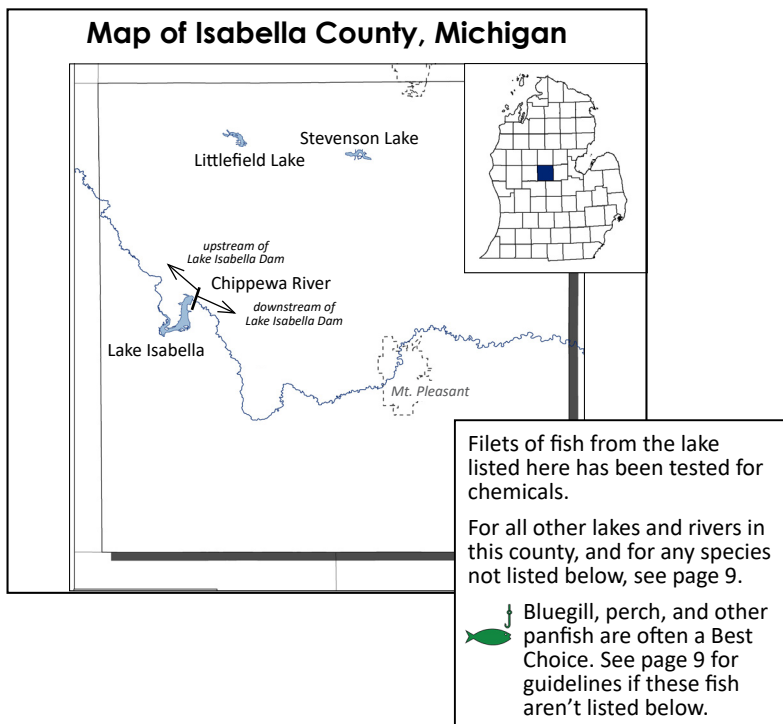 Map of Isabella County, Michigan
Stevenson Lake
Littlefield Lake
upstream of
Lake Isabella Dam
Chippewa River
downstream of
Lake Isabella Dam
Lake Isabella
Mt. Pleasant
Filets of fish from the lake
listed here has been tested for
chemicals.
For all other lakes and rivers in
this county, and for any species
not listed below, see page 9.
Bluegill, perch, and other
panfish are often a Best
Choice. See page 9 for
guidelines if these fish
aren’t listed below.